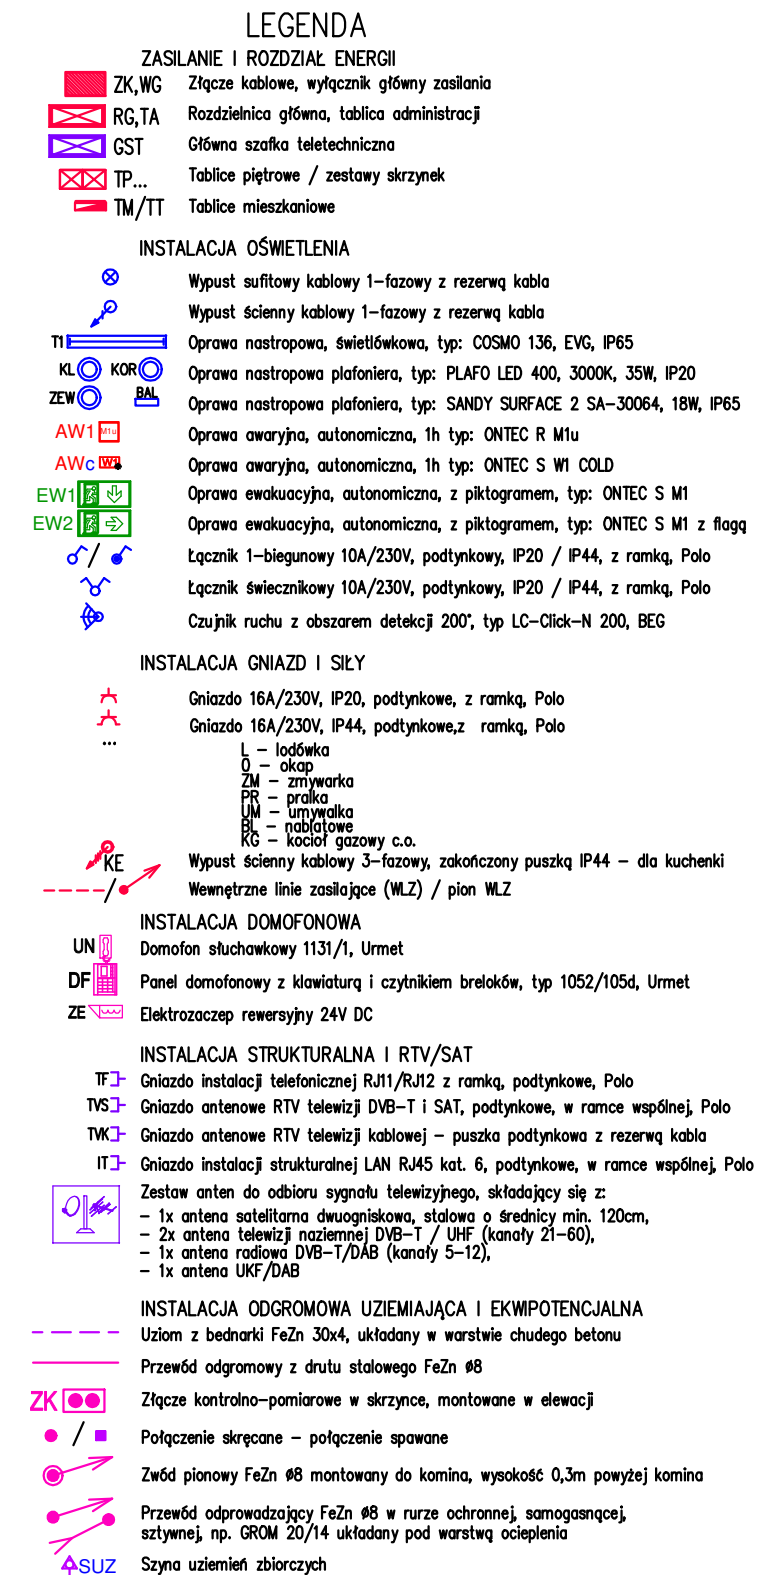 LEGENDA
ZASILANIE I ROZDZIAŁ ENERGII
ZK,WG Złącze kablowe, wyłącznik główny zasilania
RG,TA Rozdzielnica główna, tablica administracji
GST Główna szafka teletechniczna
TP... Tablice piętrowe / zestawy skrzynek
TM/TT Tablice mieszkaniowe
INSTALACJA OŚWIETLENIA
Wypust sufitowy kablowy 1-fazowy z rezerwą kabla
Wypust ścienny kablowy 1-fazowy z rezerwą kabla
T1 Oprawa nastropowa, świetlówkowa, typ: COSMO 136, EVG, IP65
KL KOR Oprawa nastropowa plafoniera, typ: PLAFO LED 400, 3000K, 35W, IP20
ZEW BAL Oprawa nastropowa plafoniera, typ: SANDY SURFACE 2 SA-30064, 18W, IP65
AW1 M1u Oprawa awaryjna, autonomiczna, 1h typ: ONTEC R M1u
AWc W1 Oprawa awaryjna, autonomiczna, 1h typ: ONTEC S W1 COLD
EW1 Oprawa ewakuacyjna, autonomiczna, z piktogramem, typ: ONTEC S M1
EW2 Oprawa ewakuacyjna, autonomiczna, z piktogramem, typ: ONTEC S M1 z flagą
/ Łącznik 1-biegunowy 10A/230V, podtynkowy, IP20 / IP44, z ramką, Polo
Łącznik świecznikowy 10A/230V, podtynkowy, IP20 / IP44, z ramką, Polo
Czujnik ruchu z obszarem detekcji 200°, typ LC-Click-N 200, BEG
INSTALACJA GNIAZD I SIŁY
Gniazdo 16A/230V, IP20, podtynkowe, z ramką, Polo
Gniazdo 16A/230V, IP44, podtynkowe,z ramką, Polo
...
L - lodówka
O - okap
ZM - zmywarka
PR - pralka
UM - umywalka
BL - nablatowe
KG - kocioł gazowy c.o.
KE Wypust ścienny kablowy 3-fazowy, zakończony puszką IP44 - dla kuchenki
/ Wewnętrzne linie zasilające (WLZ) / pion WLZ
INSTALACJA DOMOFONOWA
UN Domofon słuchawkowy 1131/1, Urmet
DF Panel domofonowy z klawiaturą i czytnikiem breloków, typ 1052/105d, Urmet
ZE Elektrozaczep rewersyjny 24V DC
INSTALACJA STRUKTURALNA I RTV/SAT
TF Gniazdo instalacji telefonicznej RJ11/RJ12 z ramką, podtynkowe, Polo
TVS Gniazdo antenowe RTV telewizji DVB-T i SAT, podtynkowe, w ramce wspólnej, Polo
TVK Gniazdo antenowe RTV telewizji kablowej - puszka podtynkowa z rezerwą kabla
IT Gniazdo instalacji strukturalnej LAN RJ45 kat. 6, podtynkowe, w ramce wspólnej, Polo
Zestaw anten do odbioru sygnału telewizyjnego, składający się z:
- 1x antena satelitarna dwuogniskowa, stalowa o średnicy min. 120cm,
- 2x antena telewizji naziemnej DVB-T / UHF (kanały 21-60),
- 1x antena radiowa DVB-T/DAB (kanały 5-12),
- 1x antena UKF/DAB
INSTALACJA ODGROMOWA UZIEMIAJĄCA I EKWIPOTENCJALNA
Uziom z bednarki FeZn 30x4, układany w warstwie chudego betonu
Przewód odgromowy z drutu stalowego FeZn ø8
ZK Złącze kontrolno-pomiarowe w skrzynce, montowane w elewacji
/ Połączenie skręcane - połączenie spawane
Zwód pionowy FeZn ø8 montowany do komina, wysokość 0,3m powyżej komina
Przewód odprowadzający FeZn ø8 w rurze ochronnej, samogasnącej,
sztywnej, np. GROM 20/14 układany pod warstwą ocieplenia
SUZ Szyna uziemień zbiorczych